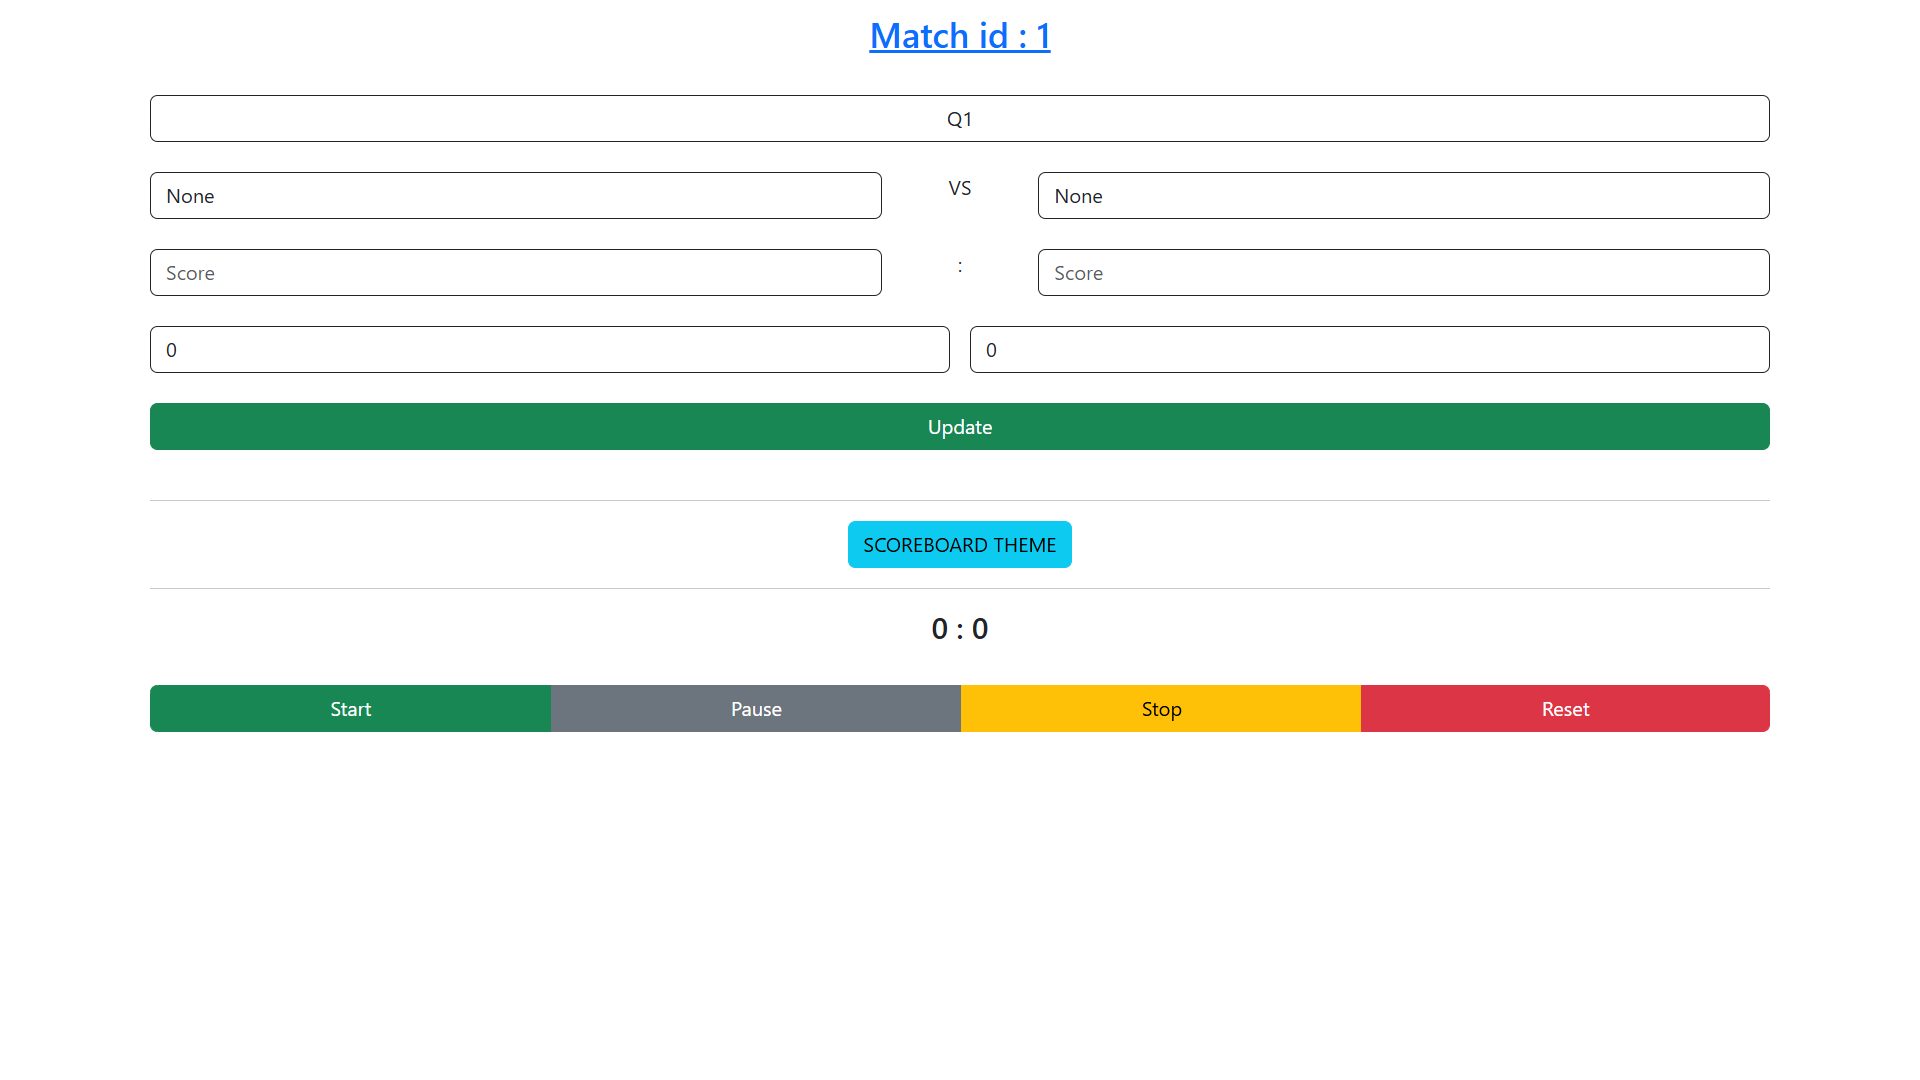 Match id : 1
Q1
None VS None
Score : Score
0 0
Update
SCOREBOARD THEME
0 : 0
Start Pause Stop Reset